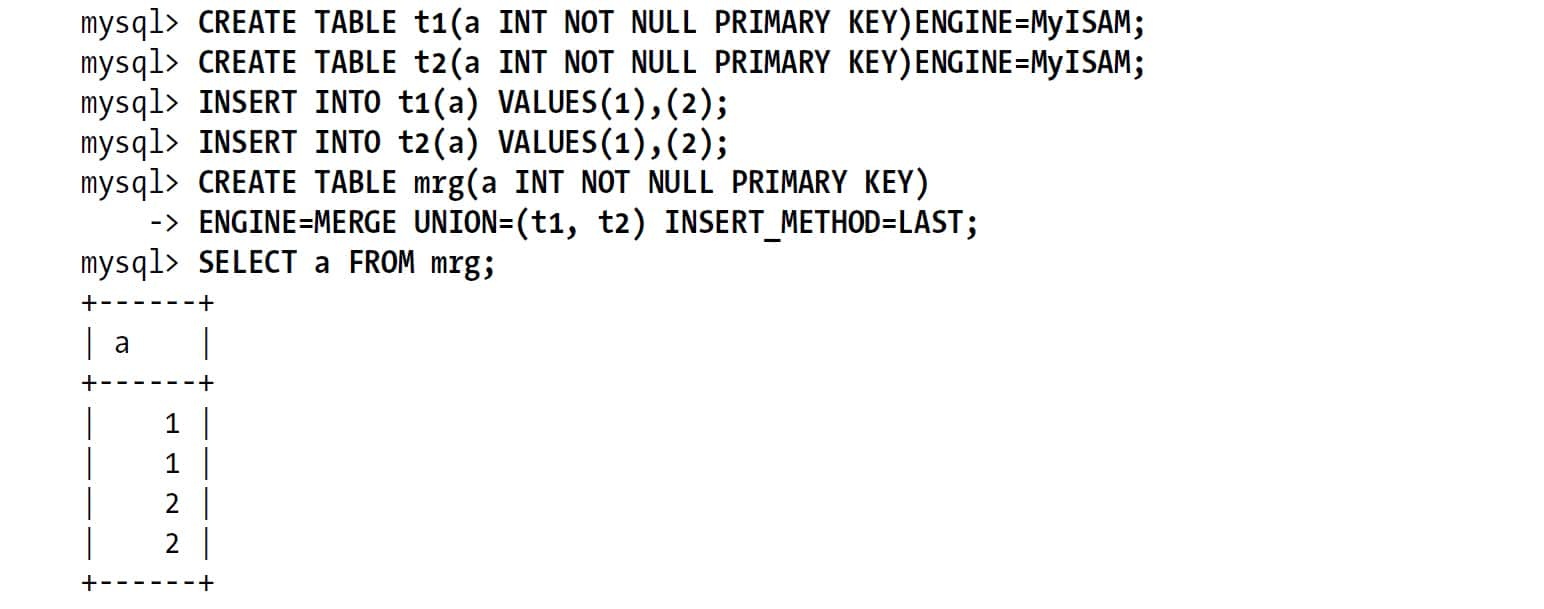 mysql> CREATE TABLE t1(a INT NOT NULL PRIMARY KEY)ENGINE=MyISAM;
mysql> CREATE TABLE t2(a INT NOT NULL PRIMARY KEY)ENGINE=MyISAM;
mysql> INSERT INTO t1(a) VALUES(1),(2);
mysql> INSERT INTO t2(a) VALUES(1),(2);
mysql> CREATE TABLE mrg(a INT NOT NULL PRIMARY KEY)
    -> ENGINE=MERGE UNION=(t1, t2) INSERT_METHOD=LAST;
mysql> SELECT a FROM mrg;
+------+
| a    |
+------+
|    1 |
|    1 |
|    2 |
|    2 |
+------+